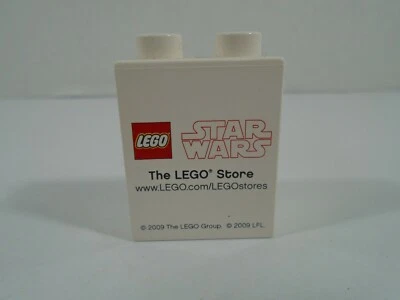 LEGO STAR WARS
The LEGO® Store
www.LEGO.com/LEGOstores
© 2009 The LEGO Group. © 2009 LFL.